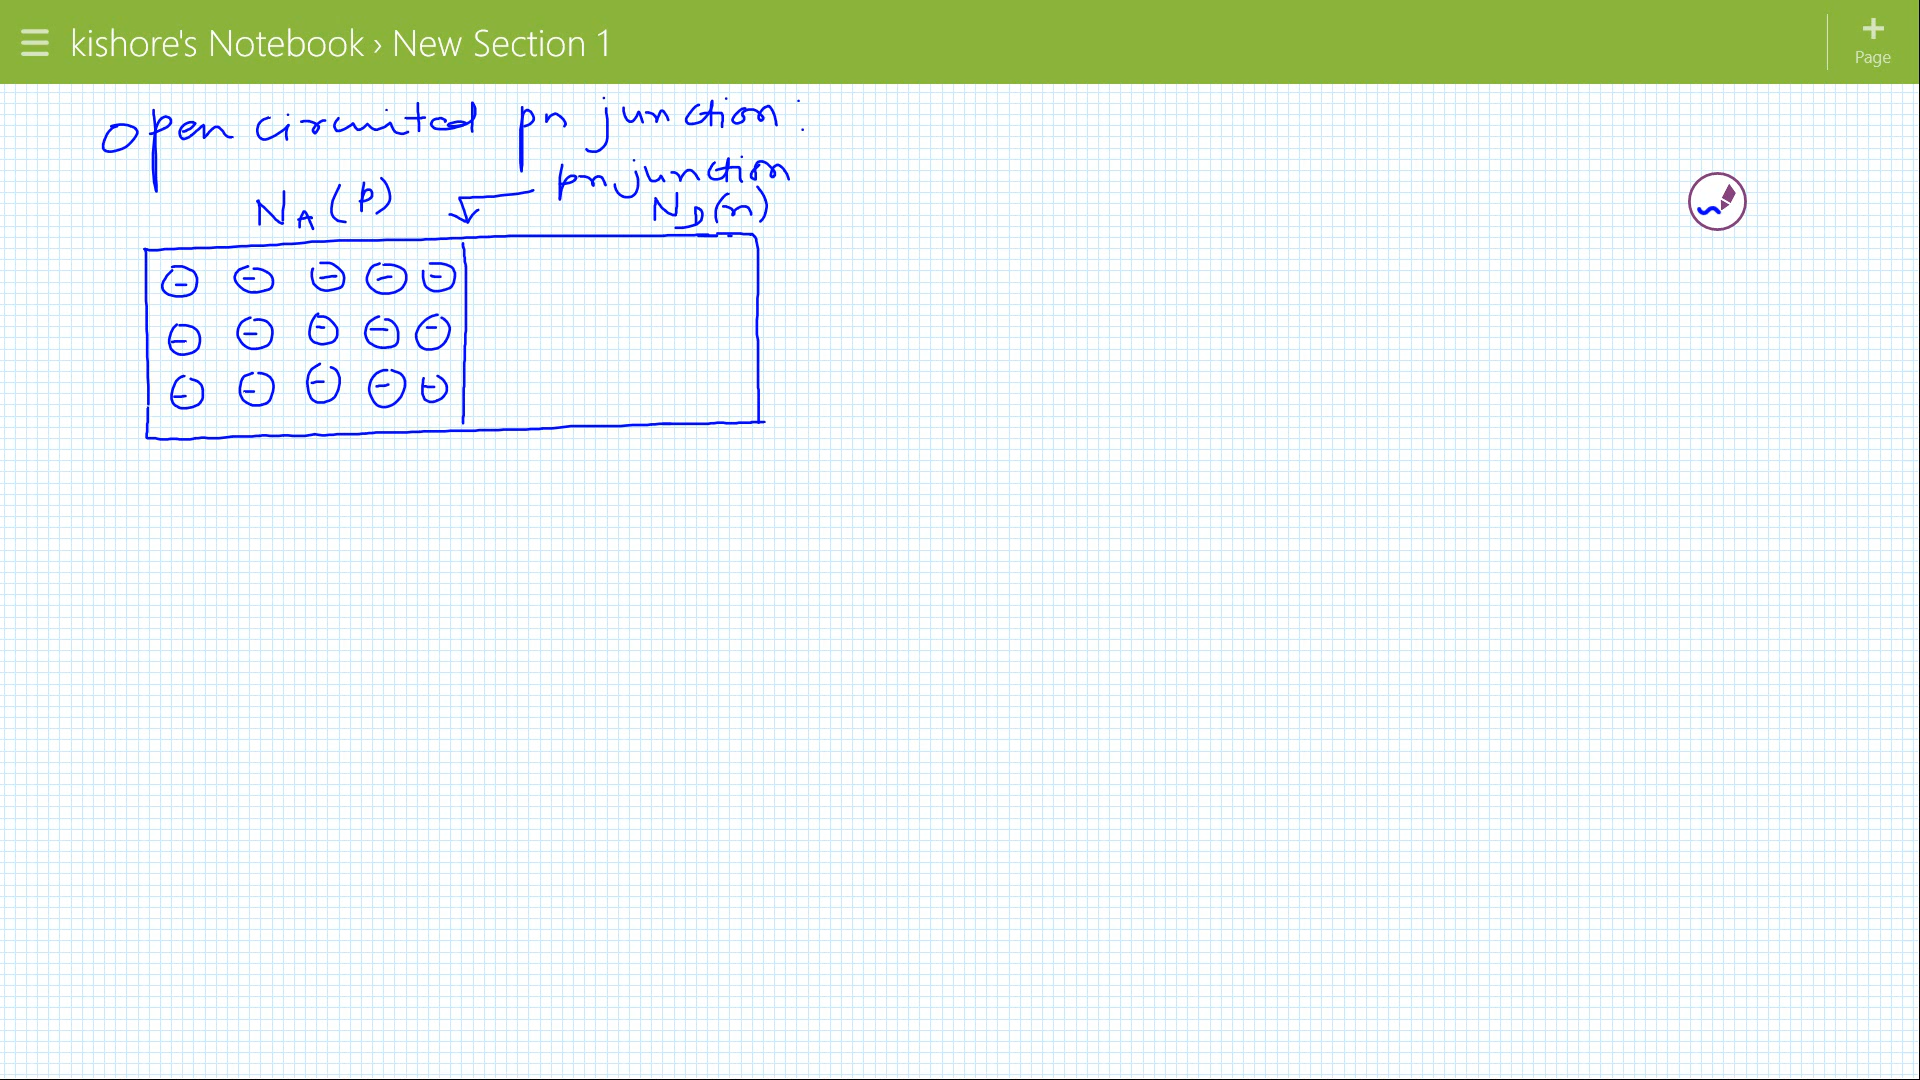 kishore's Notebook › New Section 1
+
Page
open circuited pn junction:
pn junction
NA (p)
ND (n)
- - - - -
- - - - -
- - - - -